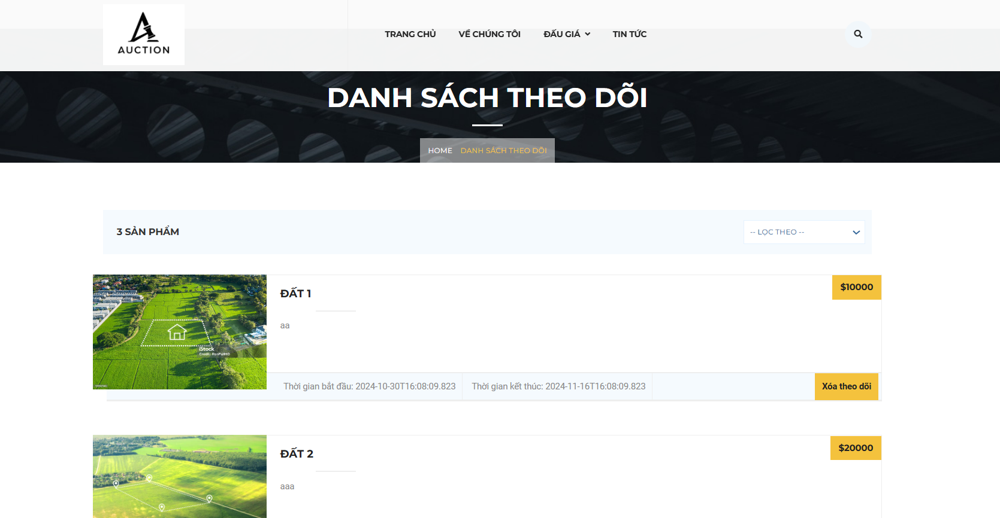 AUCTION
TRANG CHỦ VỀ CHÚNG TÔI ĐẤU GIÁ TIN TỨC
DANH SÁCH THEO DÕI
HOME DANH SÁCH THEO DÕI
3 SẢN PHẨM
-- LỌC THEO --
ĐẤT 1
$10000
aa
iStock
Credit: RonFullHD
Thời gian bắt đầu: 2024-10-30T16:08:09.823
Thời gian kết thúc: 2024-11-16T16:08:09.823
Xóa theo dõi
ĐẤT 2
$20000
aaa